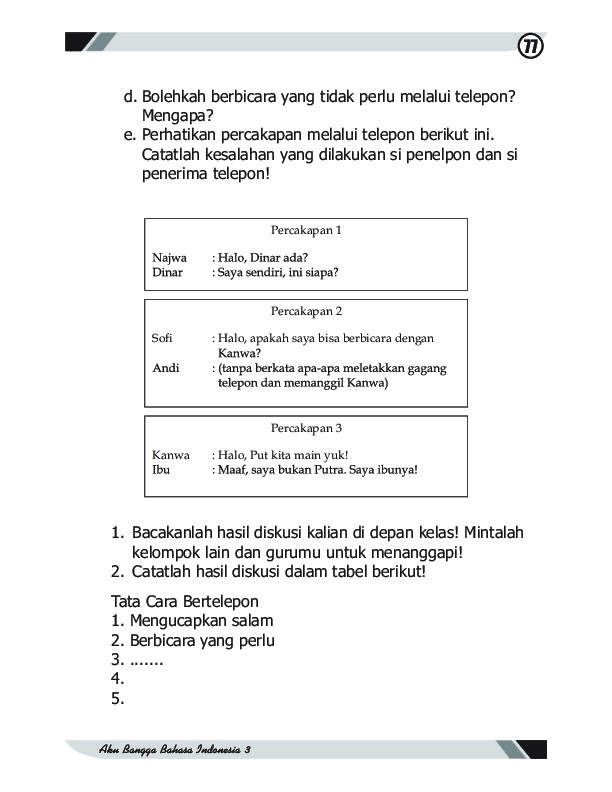 77
d. Bolehkah berbicara yang tidak perlu melalui telepon?
Mengapa?
e. Perhatikan percakapan melalui telepon berikut ini.
Catatlah kesalahan yang dilakukan si penelpon dan si
penerima telepon!
Percakapan 1
Najwa : Halo, Dinar ada?
Dinar : Saya sendiri, ini siapa?
Percakapan 2
Sofi : Halo, apakah saya bisa berbicara dengan
Kanwa?
Andi : (tanpa berkata apa-apa meletakkan gagang
telepon dan memanggil Kanwa)
Percakapan 3
Kanwa : Halo, Put kita main yuk!
Ibu : Maaf, saya bukan Putra. Saya ibunya!
1. Bacakanlah hasil diskusi kalian di depan kelas! Mintalah
kelompok lain dan gurumu untuk menanggapi!
2. Catatlah hasil diskusi dalam tabel berikut!
Tata Cara Bertelepon
1. Mengucapkan salam
2. Berbicara yang perlu
3. .......
4.
5.
Aku Bangga Bahasa Indonesia 3